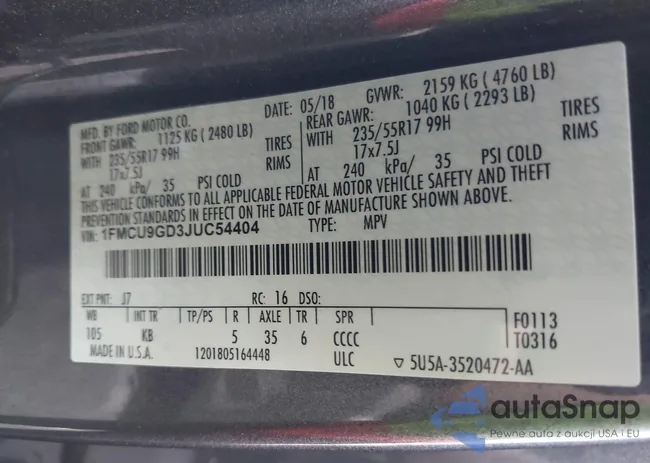 MFD. BY FORD MOTOR CO.
DATE: 05/18 GVWR: 2159 KG ( 4760 LB)
FRONT GAWR: 1125 KG ( 2480 LB) REAR GAWR: 1040 KG ( 2293 LB)
WITH 235/55R17 99H TIRES WITH 235/55R17 99H TIRES
17x7.5J RIMS 17x7.5J RIMS
AT 240 kPa/ 35 PSI COLD AT 240 kPa/ 35 PSI COLD
THIS VEHICLE CONFORMS TO ALL APPLICABLE FEDERAL MOTOR VEHICLE SAFETY AND THEFT
PREVENTION STANDARDS IN EFFECT ON THE DATE OF MANUFACTURE SHOWN ABOVE.
VIN: 1FMCU9GD3JUC54404 TYPE: MPV
EXT PNT: J7 RC: 16 DSO:
WB INT TR TP/PS R AXLE TR SPR F0113
105 KB 5 35 6 CCCC T0316
MADE IN U.S.A. 1201805164448 ULC ▽ 5U5A-3520472-AA
autaSnap
Pewne auta z aukcji USA i EU